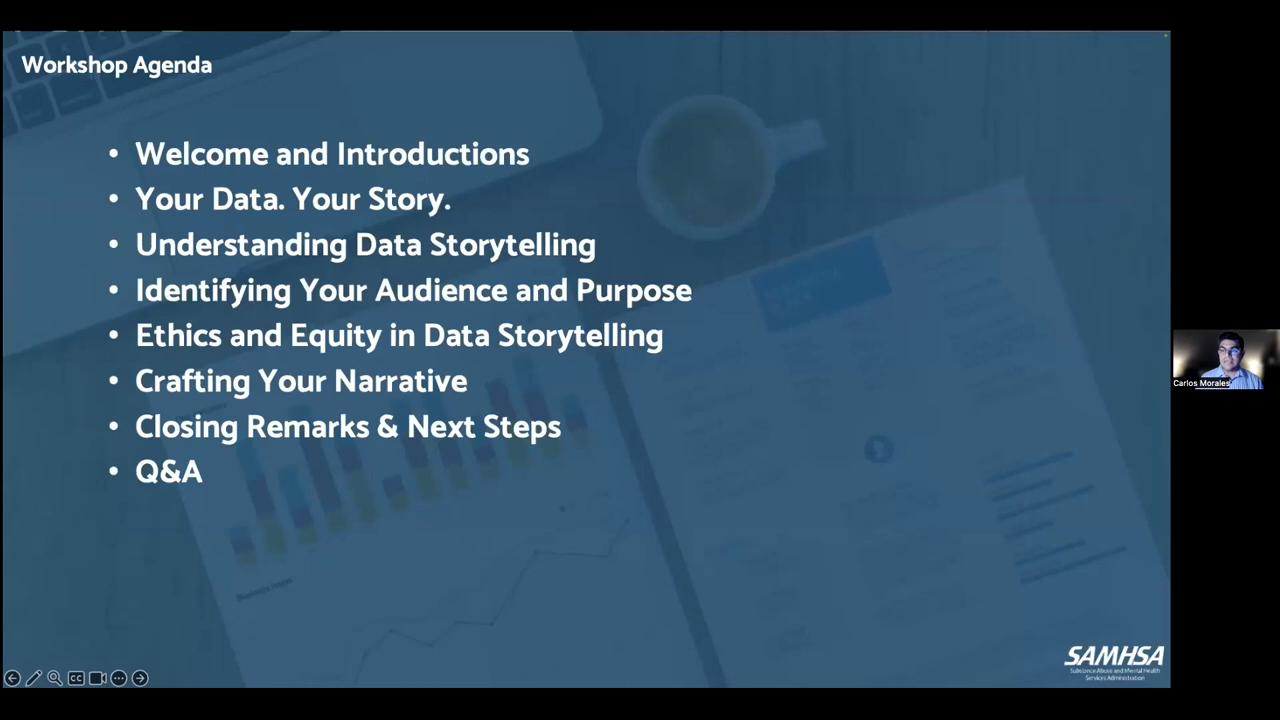 Workshop Agenda
• Welcome and Introductions
• Your Data. Your Story.
• Understanding Data Storytelling
• Identifying Your Audience and Purpose
• Ethics and Equity in Data Storytelling
• Crafting Your Narrative
• Closing Remarks & Next Steps
• Q&A
Carlos Morales
SAMHSA
Substance Abuse and Mental Health
Services Administration
CC